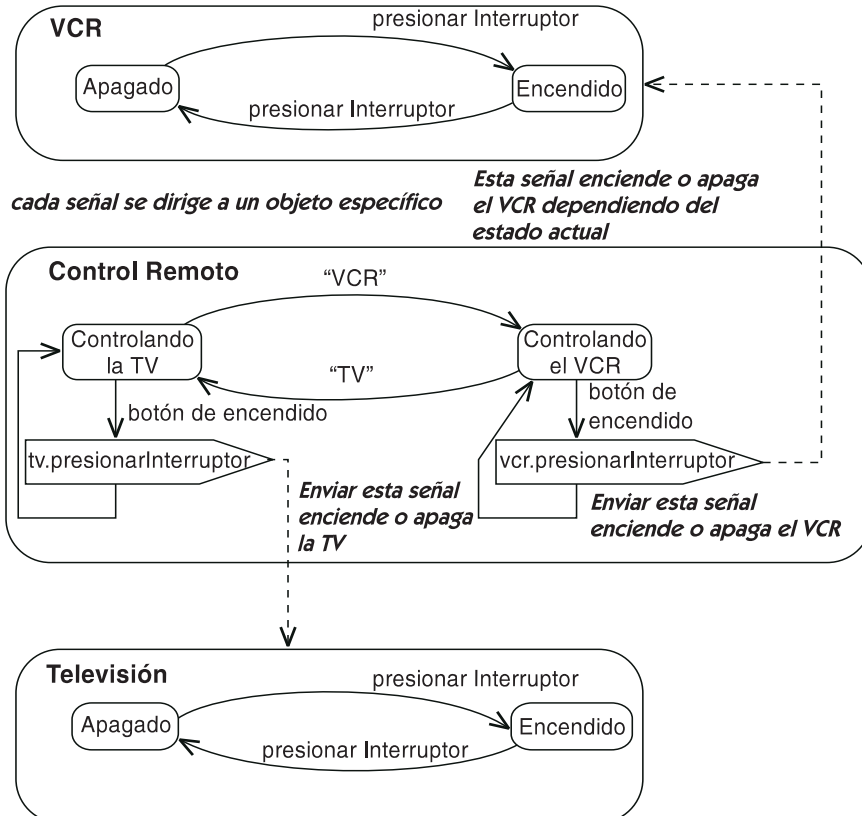 VCR
presionar Interruptor
Apagado
Encendido
presionar Interruptor
cada señal se dirige a un objeto específico
Esta señal enciende o apaga
el VCR dependiendo del
estado actual
Control Remoto
“VCR”
Controlando
la TV
Controlando
el VCR
“TV”
botón de encendido
botón de
encendido
tv.presionarInterruptor
vcr.presionarInterruptor
Enviar esta señal
enciende o apaga
la TV
Enviar esta señal
enciende o apaga el VCR
Televisión
presionar Interruptor
Apagado
Encendido
presionar Interruptor